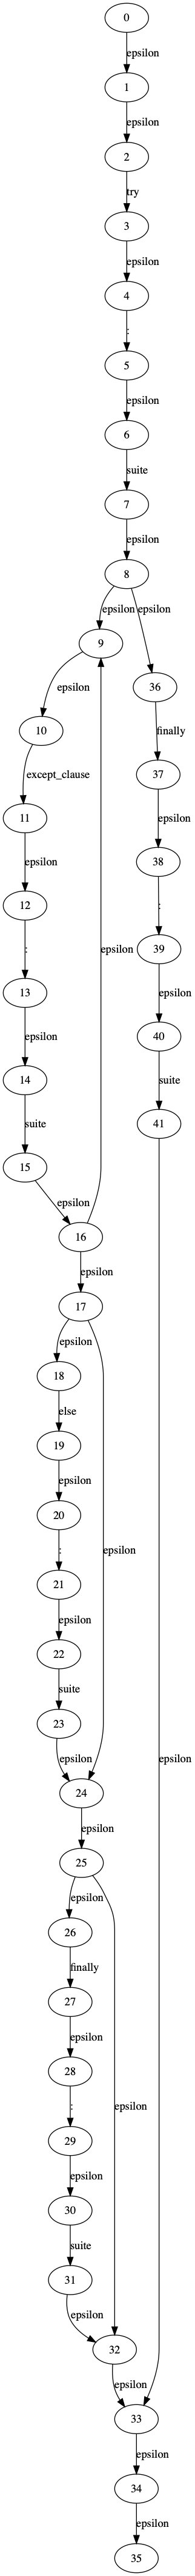 0
epsilon
1
epsilon
2
try
3
epsilon
4
:
5
epsilon
6
suite
7
epsilon
8
epsilon epsilon
9
36
epsilon
finally
10
37
except_clause
epsilon
11
38
epsilon
:
12
39
:
epsilon
epsilon
13
40
epsilon
suite
14
41
suite
15
epsilon
16
epsilon
17
epsilon
18
else
19
epsilon
20
:
epsilon
21
epsilon
22
suite
23
epsilon
epsilon
24
epsilon
25
epsilon
26
finally
27
epsilon
28
:
epsilon
29
epsilon
30
suite
31
epsilon
32
epsilon
33
epsilon
34
epsilon
35